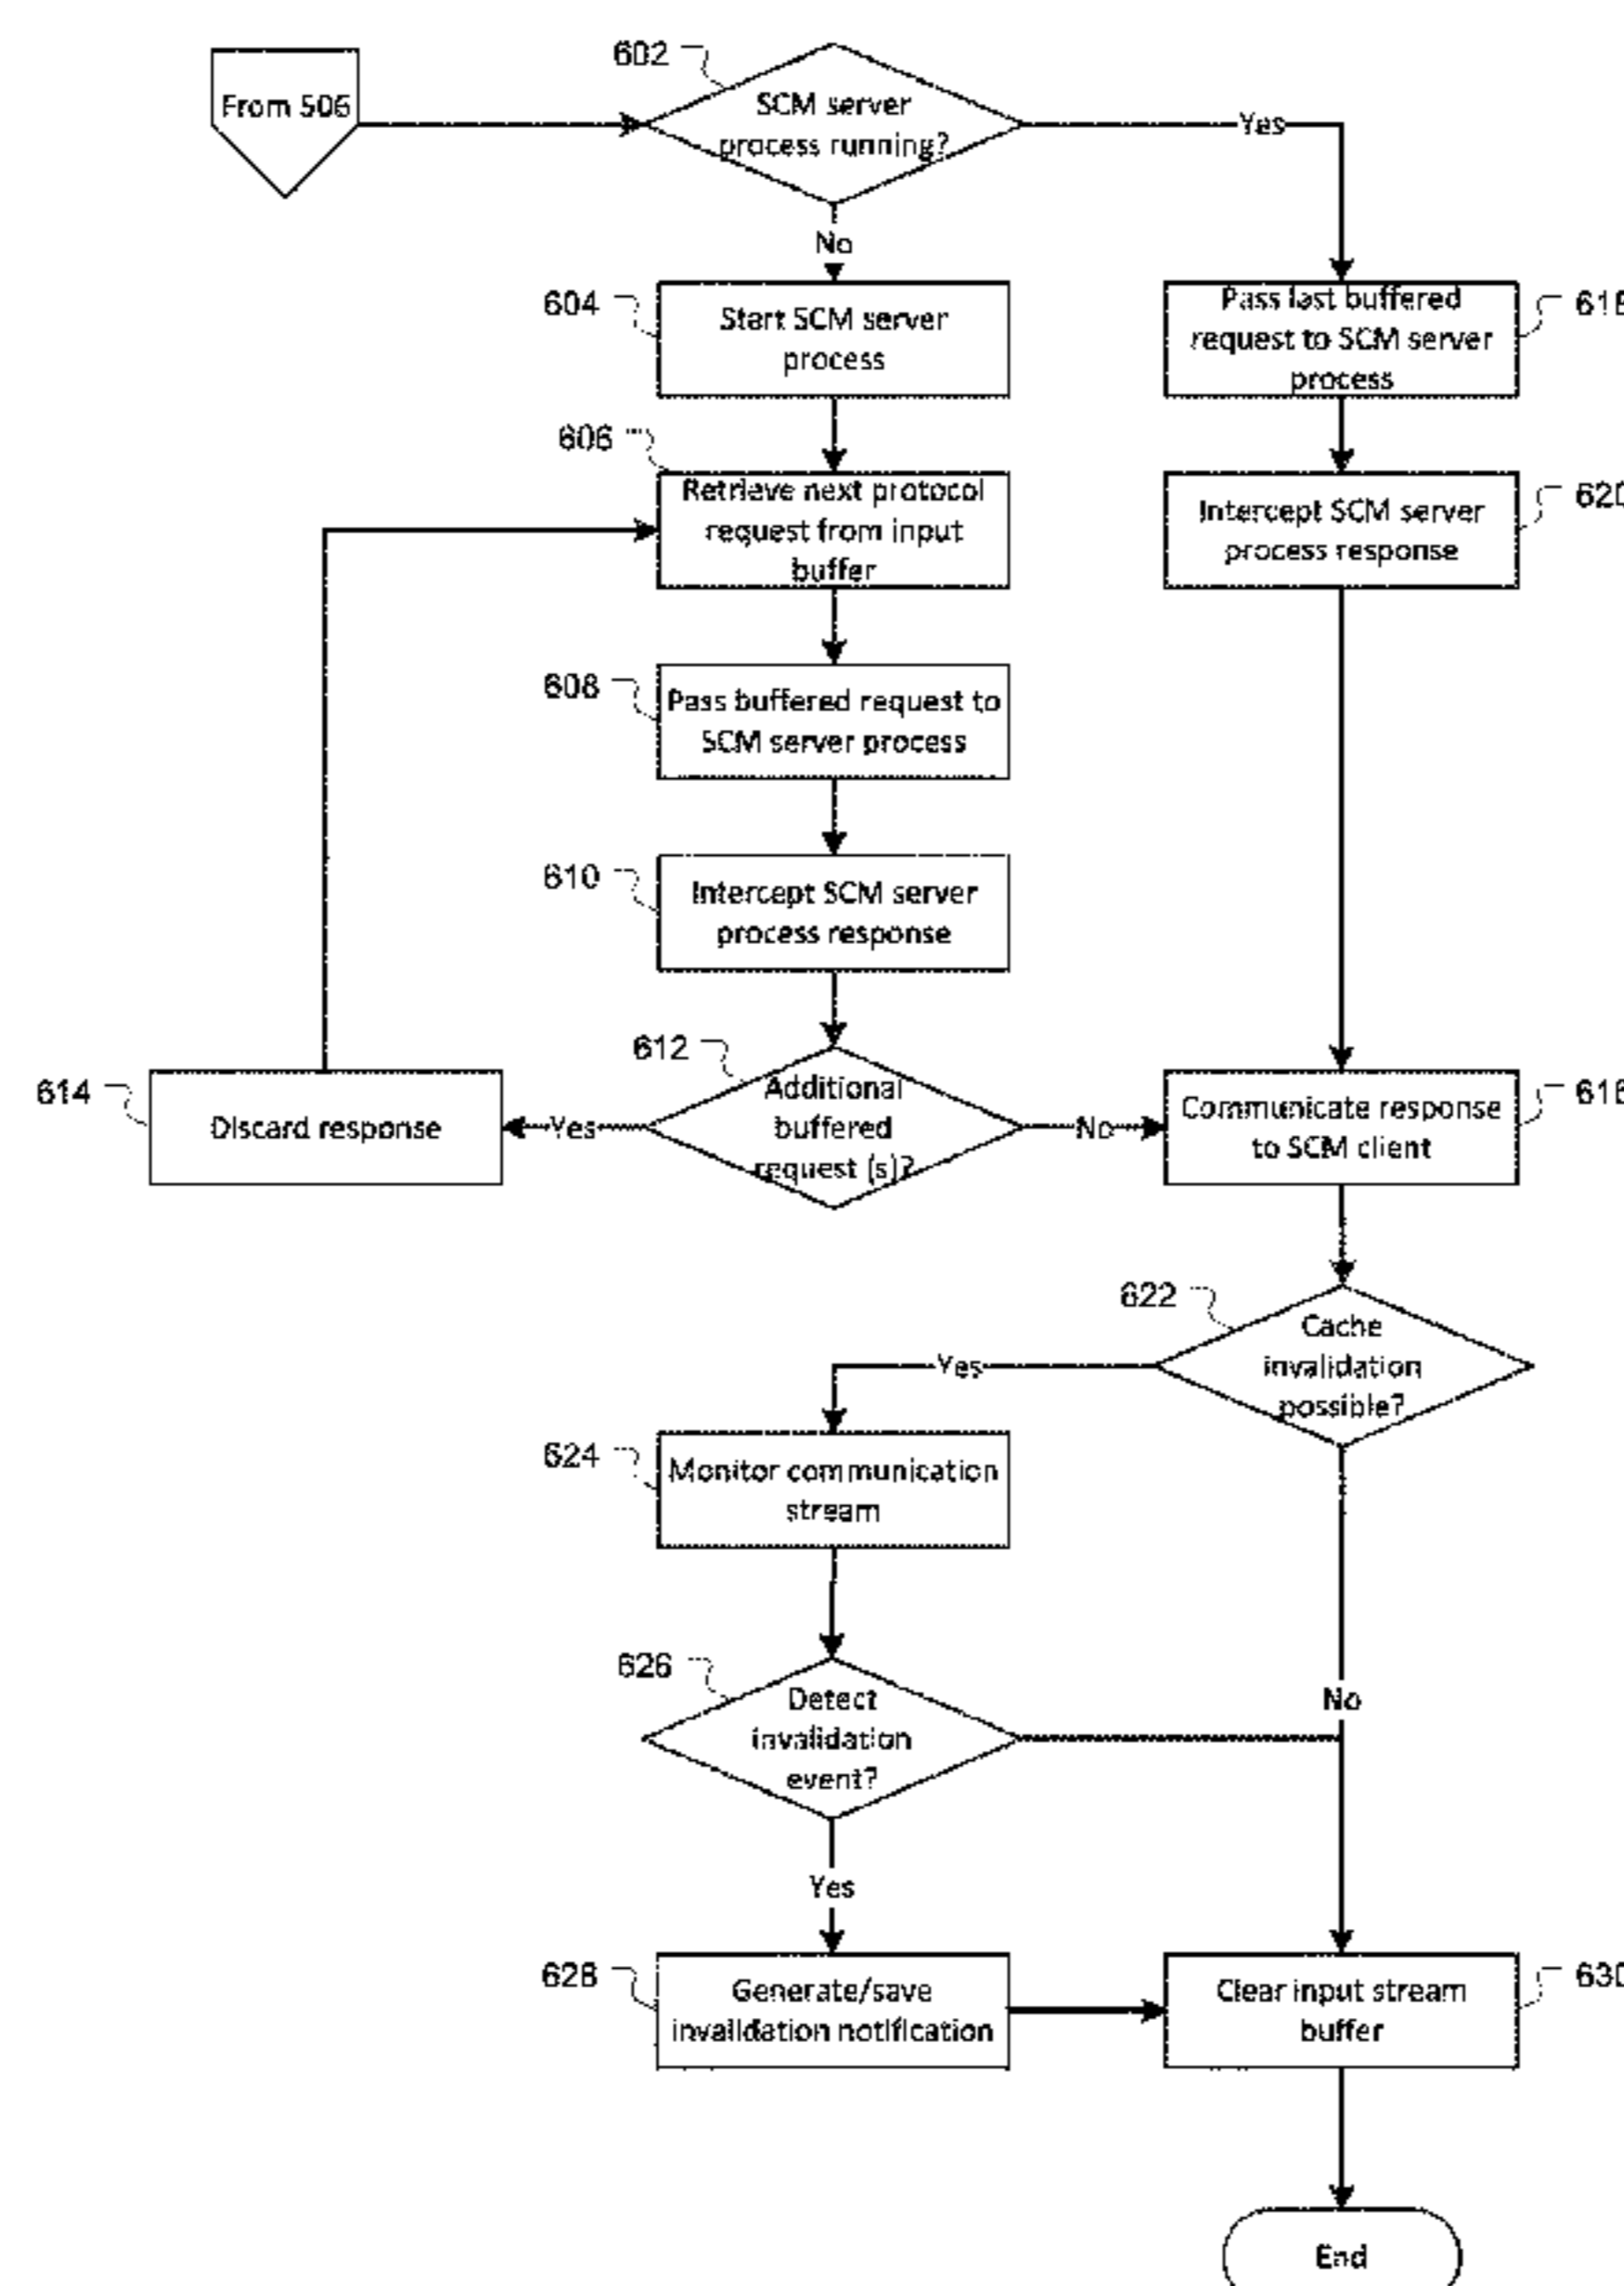 From 506
602
SCM server
process running?
Yes
No
604
Start SCM server
process
Pass last buffered
request to SCM server
process
606
Retrieve next protocol
request from input
buffer
Intercept SCM server
process response
620
608
Pass buffered request to
SCM server process
610
Intercept SCM server
process response
612
Additional
buffered
request (s)?
614
Discard response
Yes
No
Communicate response
to SCM client
616
622
Cache
invalidation
possible?
Yes
624
Monitor communication
stream
626
Detect
invalidation
event?
No
Yes
628
Generate/save
invalidation notification
Clear input stream
buffer
630
End